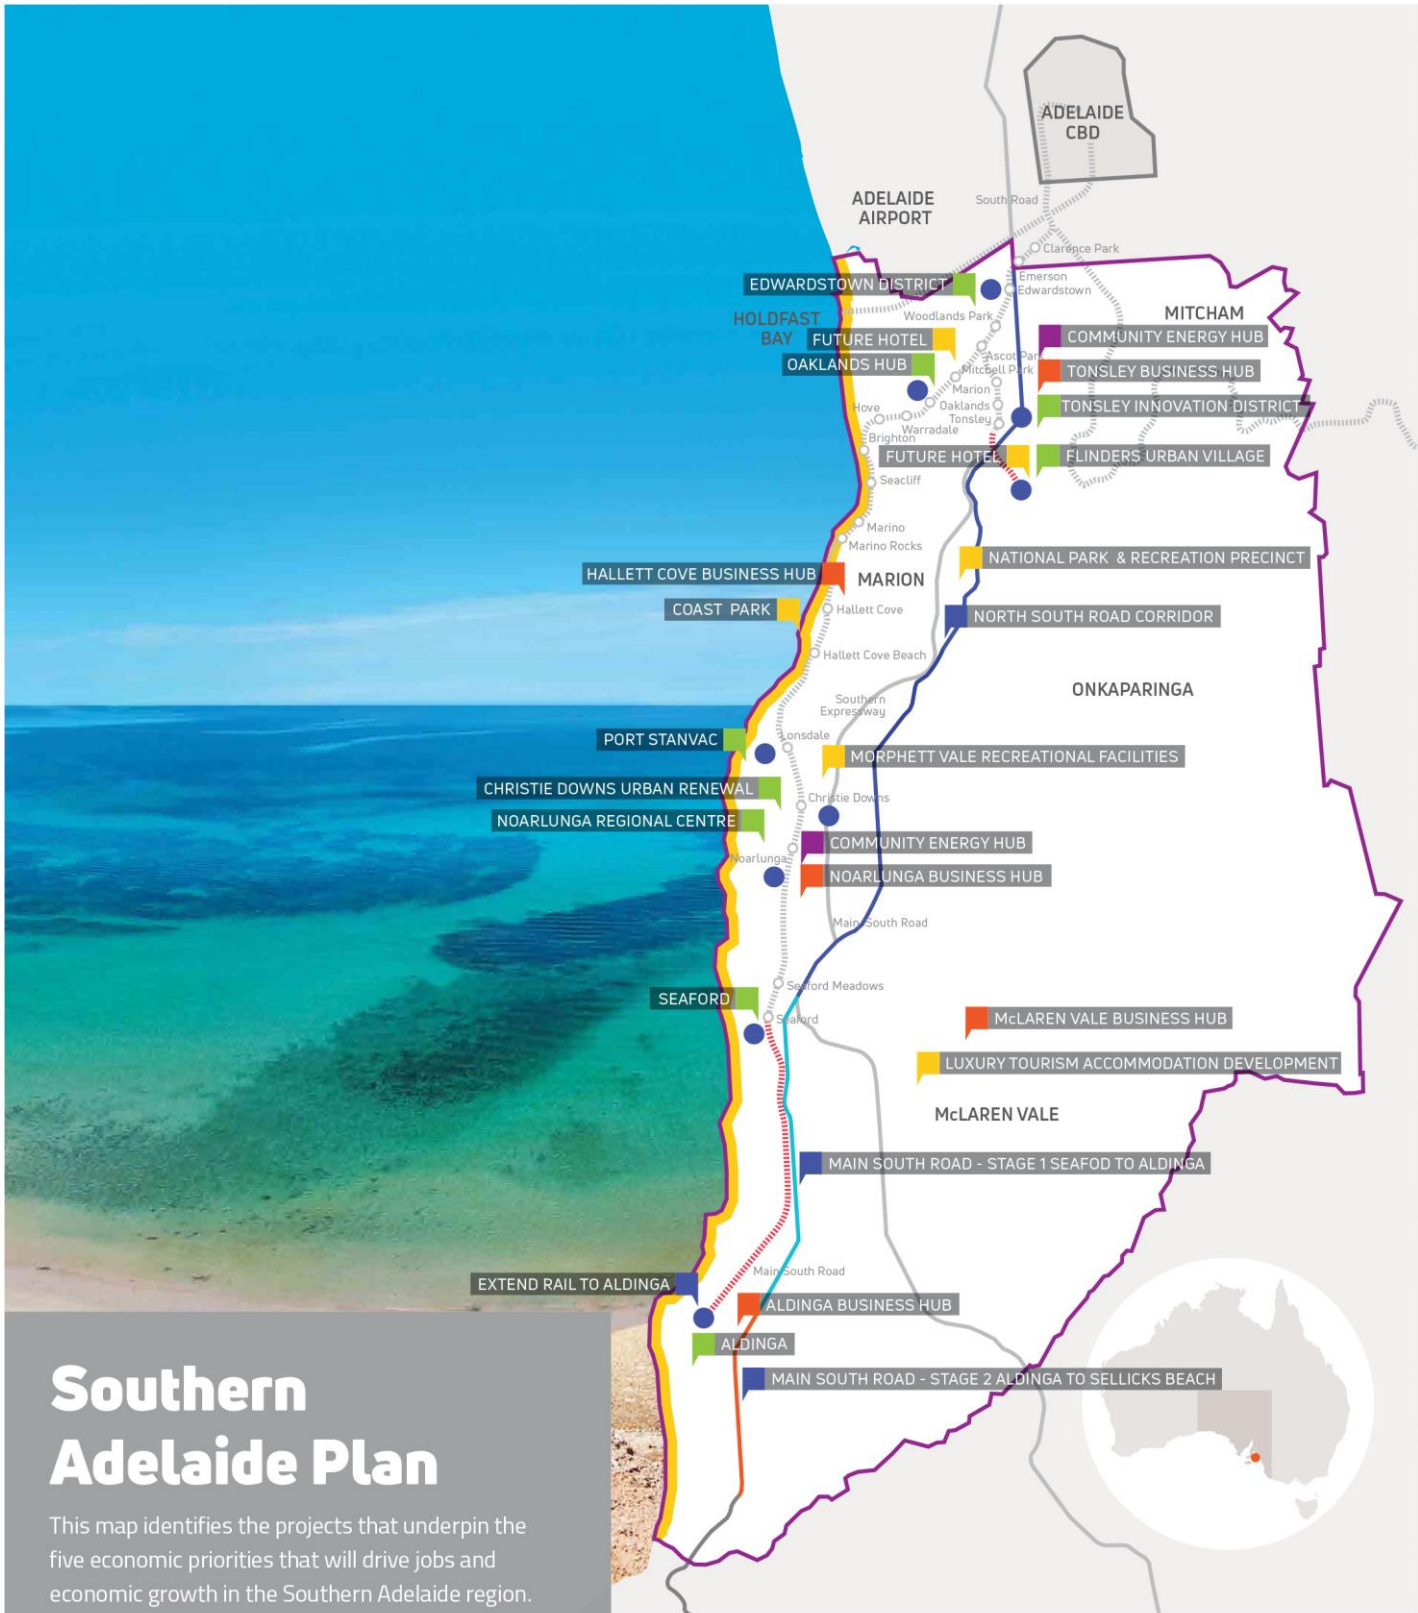 ADELAIDE
CBD
ADELAIDE
AIRPORT
South Road
Clarence Park
Emerson
Edwardstown
EDWARDSTOWN DISTRICT
Woodlands Park
MITCHAM
HOLDFAST
BAY
FUTURE HOTEL
COMMUNITY ENERGY HUB
OAKLANDS HUB
Ascot Park
Mitchell Park
TONSLEY BUSINESS HUB
Marion
Oaklands
TONSLEY INNOVATION DISTRICT
Hove
Tonsley
Warradale
Brighton
FUTURE HOTEL
FLINDERS URBAN VILLAGE
Seacliff
Marino
Marino Rocks
NATIONAL PARK & RECREATION PRECINCT
HALLETT COVE BUSINESS HUB
MARION
COAST PARK
Hallett Cove
NORTH SOUTH ROAD CORRIDOR
Hallett Cove Beach
ONKAPARINGA
Southern
Expressway
PORT STANVAC
Lonsdale
MORPHETT VALE RECREATIONAL FACILITIES
CHRISTIE DOWNS URBAN RENEWAL
Christie Downs
NOARLUNGA REGIONAL CENTRE
COMMUNITY ENERGY HUB
Noarlunga
NOARLUNGA BUSINESS HUB
Main South Road
Seaford Meadows
SEAFORD
Seaford
McLAREN VALE BUSINESS HUB
LUXURY TOURISM ACCOMMODATION DEVELOPMENT
McLAREN VALE
MAIN SOUTH ROAD - STAGE 1 SEAFOD TO ALDINGA
Main South Road
EXTEND RAIL TO ALDINGA
ALDINGA BUSINESS HUB
ALDINGA
MAIN SOUTH ROAD - STAGE 2 ALDINGA TO SELLICKS BEACH
Southern
Adelaide Plan
This map identifies the projects that underpin the
five economic priorities that will drive jobs and
economic growth in the Southern Adelaide region.